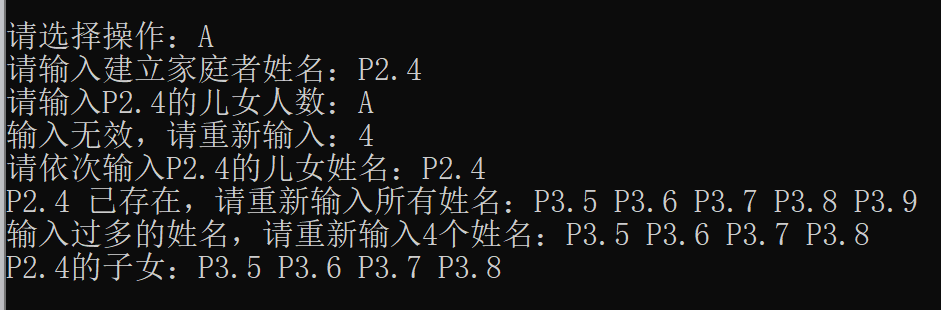 请选择操作：A
请输入建立家庭者姓名：P2.4
请输入P2.4的儿女人数：A
输入无效，请重新输入：4
请依次输入P2.4的儿女姓名：P2.4
P2.4 已存在，请重新输入所有姓名：P3.5 P3.6 P3.7 P3.8 P3.9
输入过多的姓名，请重新输入4个姓名：P3.5 P3.6 P3.7 P3.8
P2.4的子女：P3.5 P3.6 P3.7 P3.8